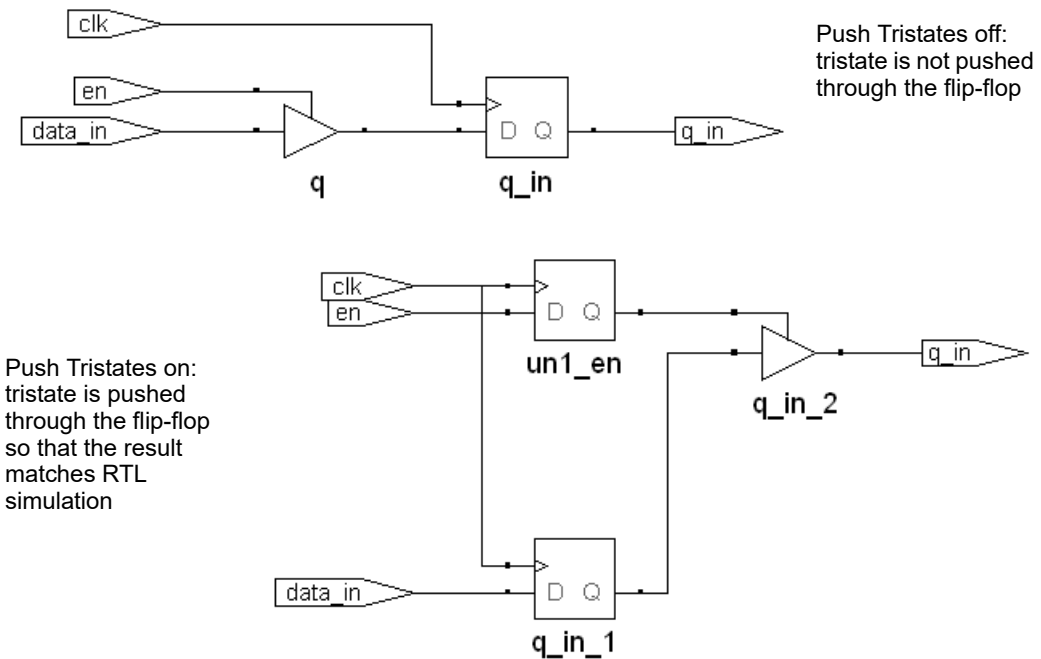 clk
Push Tristates off:
tristate is not pushed
through the flip-flop
en
data_in
D Q
q_in
q
q_in
clk
en
D Q
un1_en
q_in
q_in_2
Push Tristates on:
tristate is pushed
through the flip-flop
so that the result
matches RTL
simulation
data_in
D Q
q_in_1